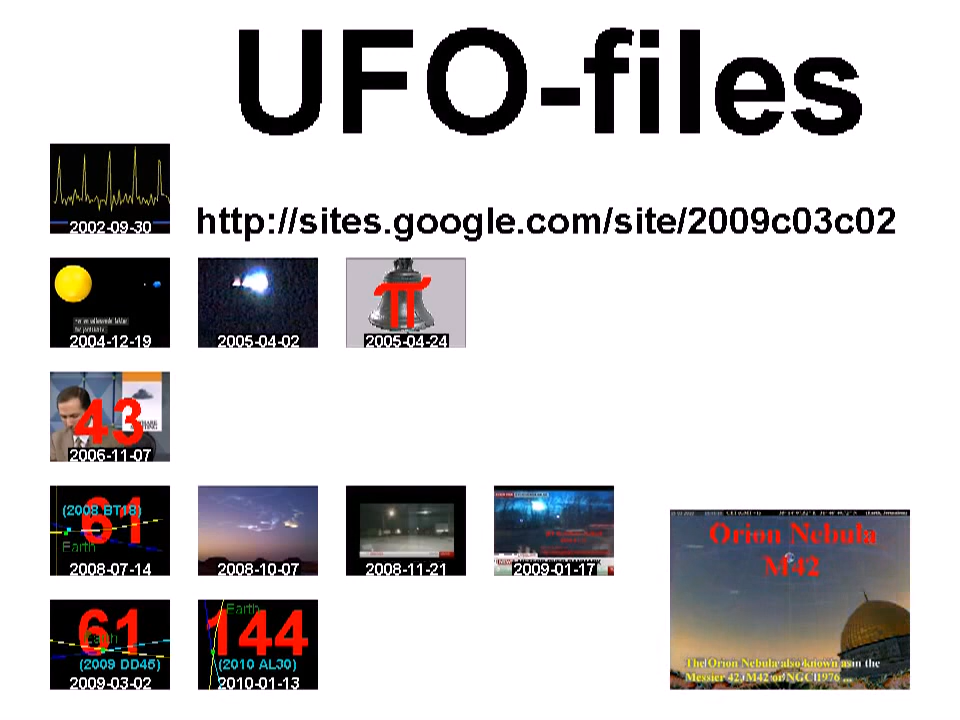 UFO-files
2002-09-30
http://sites.google.com/site/2009c03c02
2004-12-19
2005-04-02
π
2005-04-24
43
2006-11-07
61
(2008 BT18)
Earth
2008-07-14
2008-10-07
2008-11-21
2009-01-17
Orion Nebula
M42
The Orion Nebula also known as in the
Messier 42, M42 or NGC 1976 ...
61
(2009 DD45)
2009-03-02
Earth
144
(2010 AL30)
2010-01-13